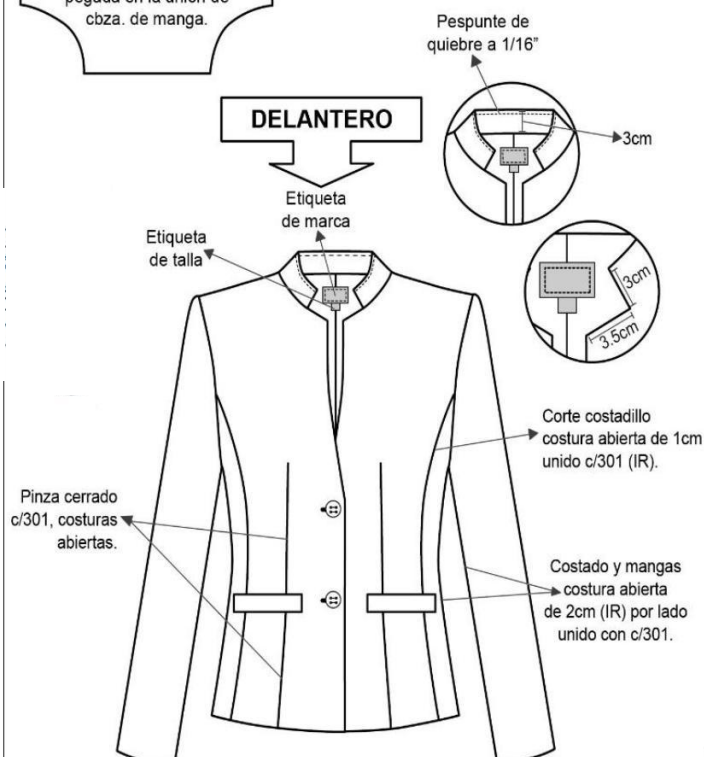 pegada en la unión de
cbza. de manga.
Pespunte de
quiebre a 1/16”
DELANTERO
3cm
Etiqueta
de marca
Etiqueta
de talla
3cm
3.5cm
Corte costadillo
costura abierta de 1cm
unido c/301 (IR).
Pinza cerrado
c/301, costuras
abiertas.
Costado y mangas
costura abierta
de 2cm (IR) por lado
unido con c/301.